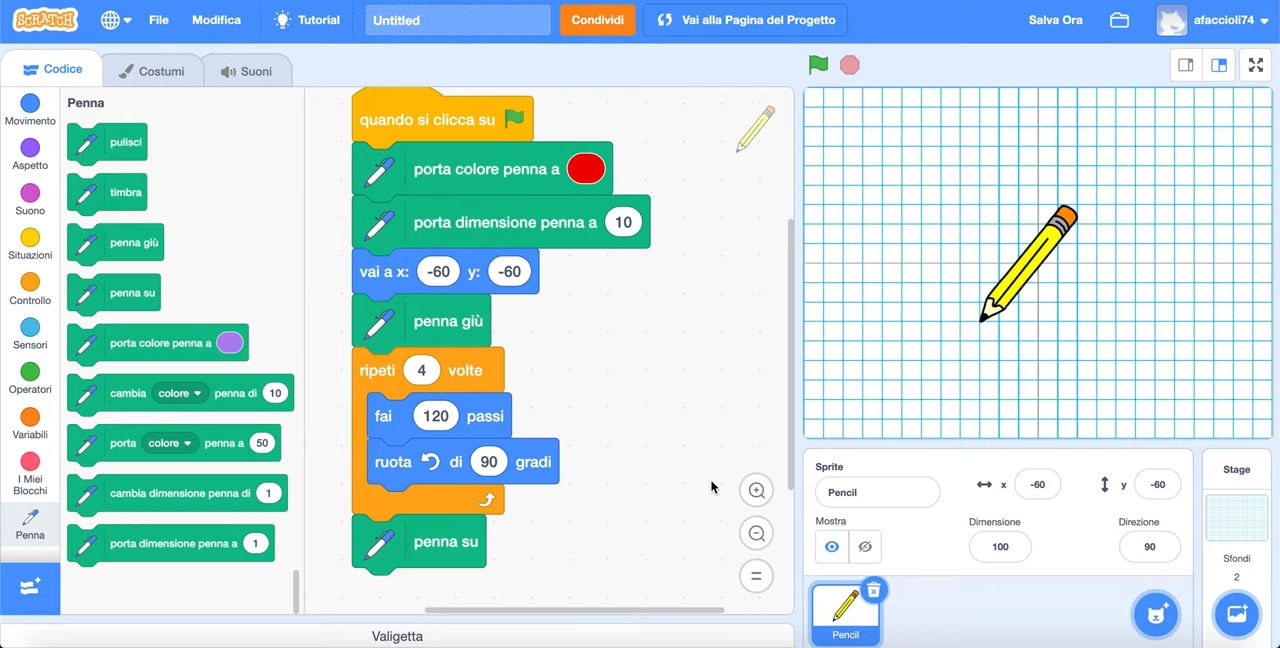 SCRATCH
File
Modifica
Tutorial
Untitled
Condividi
Vai alla Pagina del Progetto
Salva Ora
afaccioli74
Codice
Costumi
Suoni
Movimento
Aspetto
Suono
Situazioni
Controllo
Sensori
Operatori
Variabili
I Miei
Blocchi
Penna
Penna
pulisci
timbra
penna giù
penna su
porta colore penna a
cambia colore penna di 10
porta colore penna a 50
cambia dimensione penna di 1
porta dimensione penna a 1
quando si clicca su
porta colore penna a
porta dimensione penna a 10
vai a x: -60 y: -60
penna giù
ripeti 4 volte
fai 120 passi
ruota di 90 gradi
penna su
Valigetta
Sprite
Pencil
x -60
y -60
Mostra
Dimensione
100
Direzione
90
Pencil
Stage
Sfondi
2